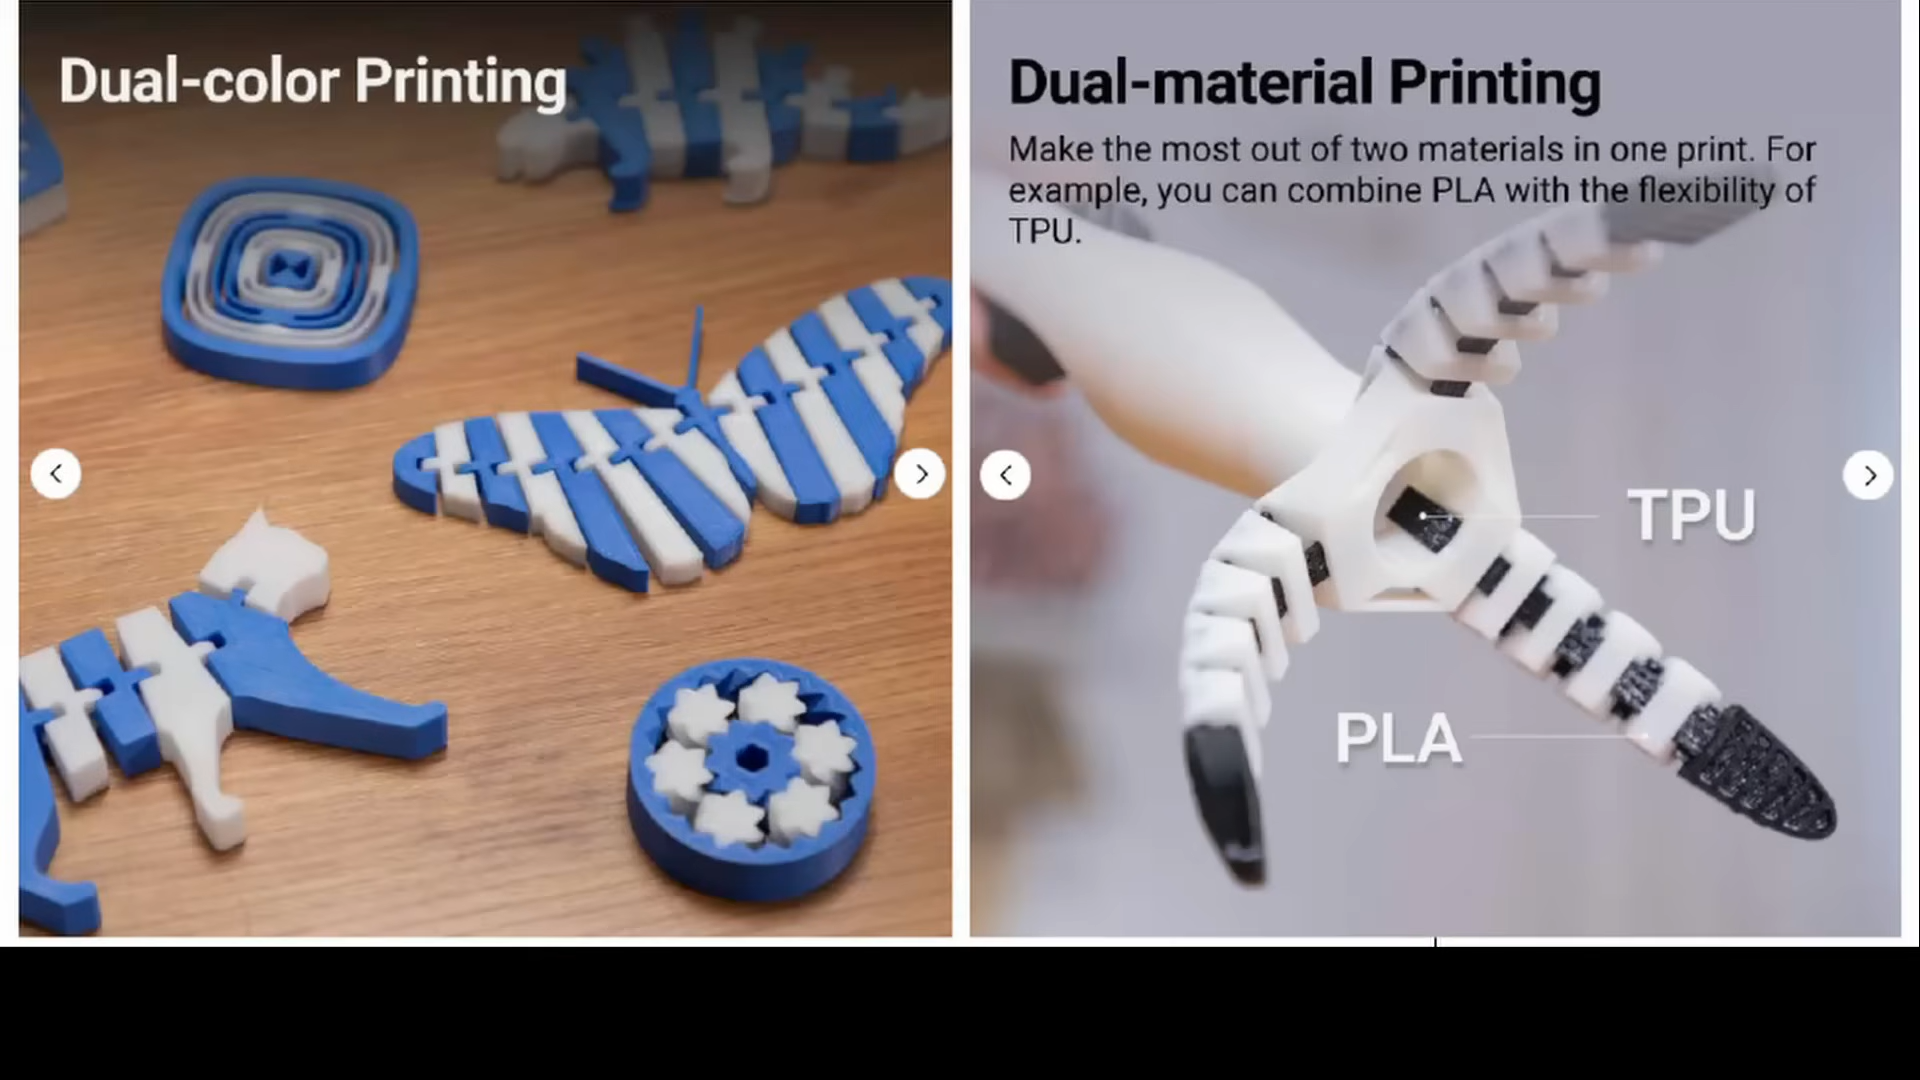 Dual-color Printing
Dual-material Printing
Make the most out of two materials in one print. For
example, you can combine PLA with the flexibility of
TPU.
TPU
PLA